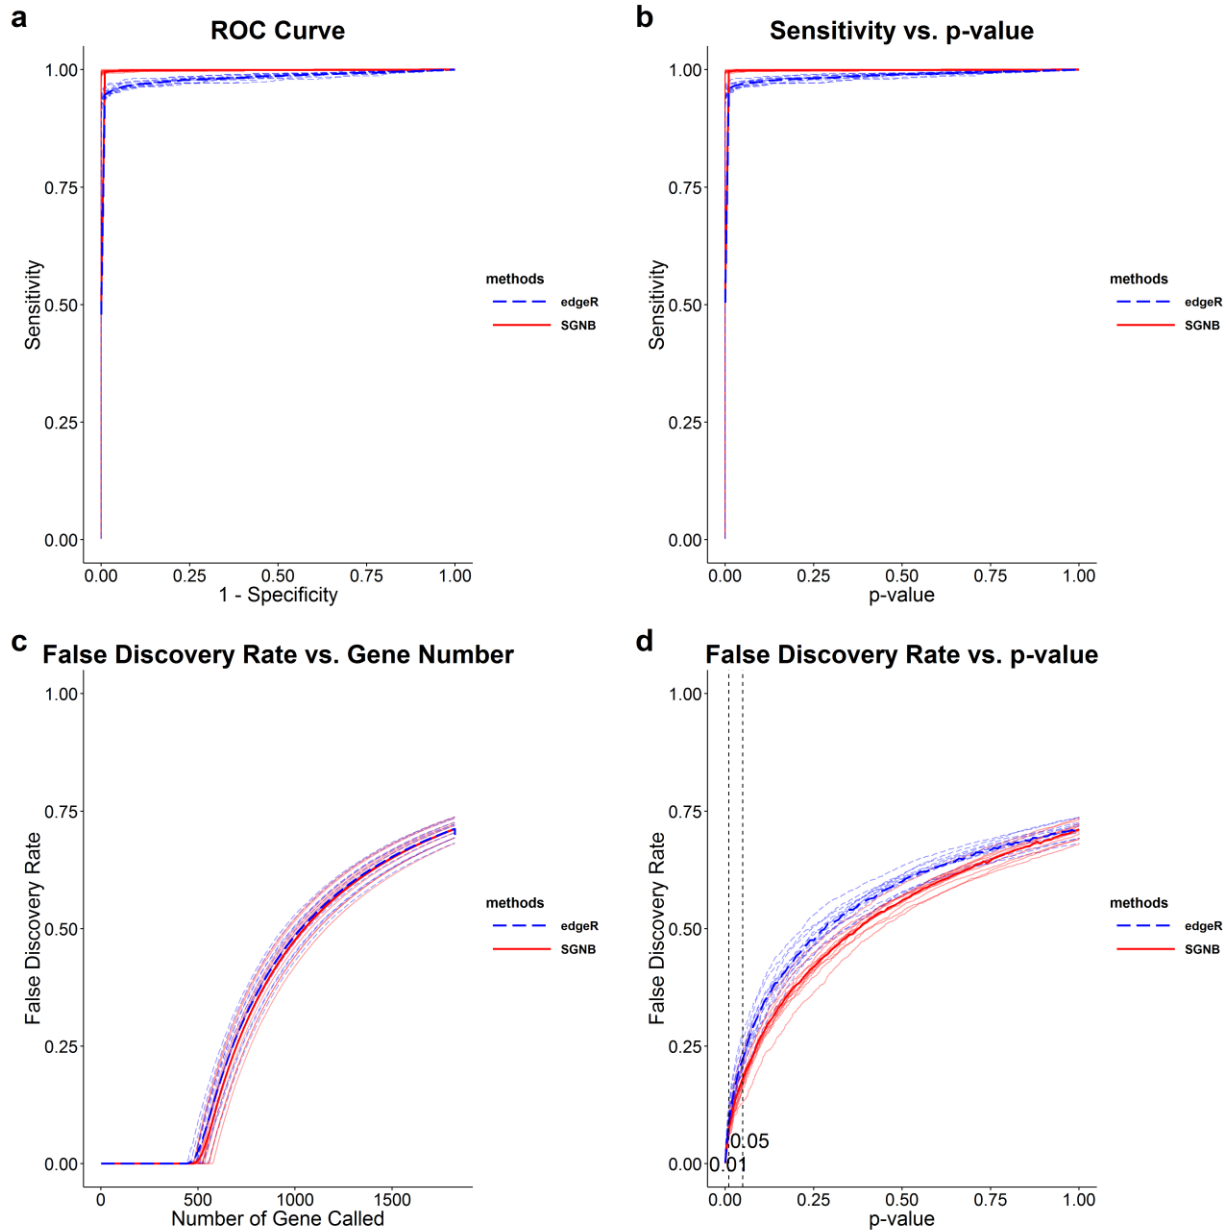 a
ROC Curve
1.00
0.75
0.50
0.25
0.00
Sensitivity
0.00 0.25 0.50 0.75 1.00
1 - Specificity
methods
edgeR
SGNB
b
Sensitivity vs. p-value
1.00
0.75
0.50
0.25
0.00
Sensitivity
0.00 0.25 0.50 0.75 1.00
p-value
methods
edgeR
SGNB
c
False Discovery Rate vs. Gene Number
1.00
0.75
0.50
0.25
0.00
False Discovery Rate
0 500 1000 1500
Number of Gene Called
methods
edgeR
SGNB
d
False Discovery Rate vs. p-value
1.00
0.75
0.50
0.25
0.00
False Discovery Rate
0.05
0.01
0.00 0.25 0.50 0.75 1.00
p-value
methods
edgeR
SGNB